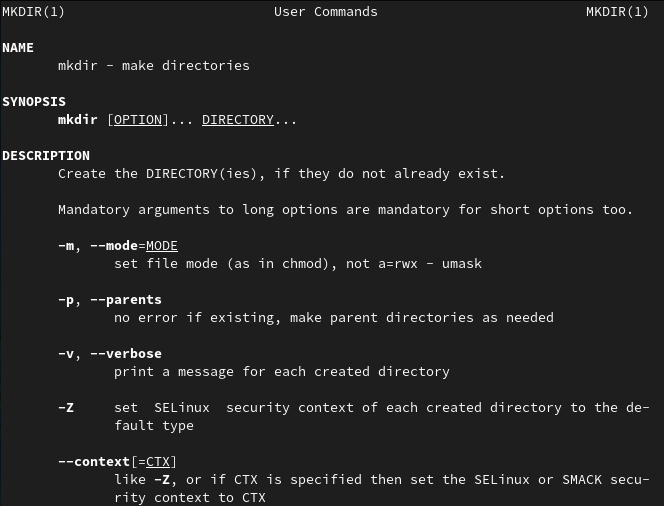 MKDIR(1) User Commands MKDIR(1)
NAME
mkdir - make directories
SYNOPSIS
mkdir [OPTION]... DIRECTORY...
DESCRIPTION
Create the DIRECTORY(ies), if they do not already exist.
Mandatory arguments to long options are mandatory for short options too.
-m, --mode=MODE
set file mode (as in chmod), not a=rwx - umask
-p, --parents
no error if existing, make parent directories as needed
-v, --verbose
print a message for each created directory
-Z set SELinux security context of each created directory to the de-
fault type
--context[=CTX]
like -Z, or if CTX is specified then set the SELinux or SMACK secu-
rity context to CTX